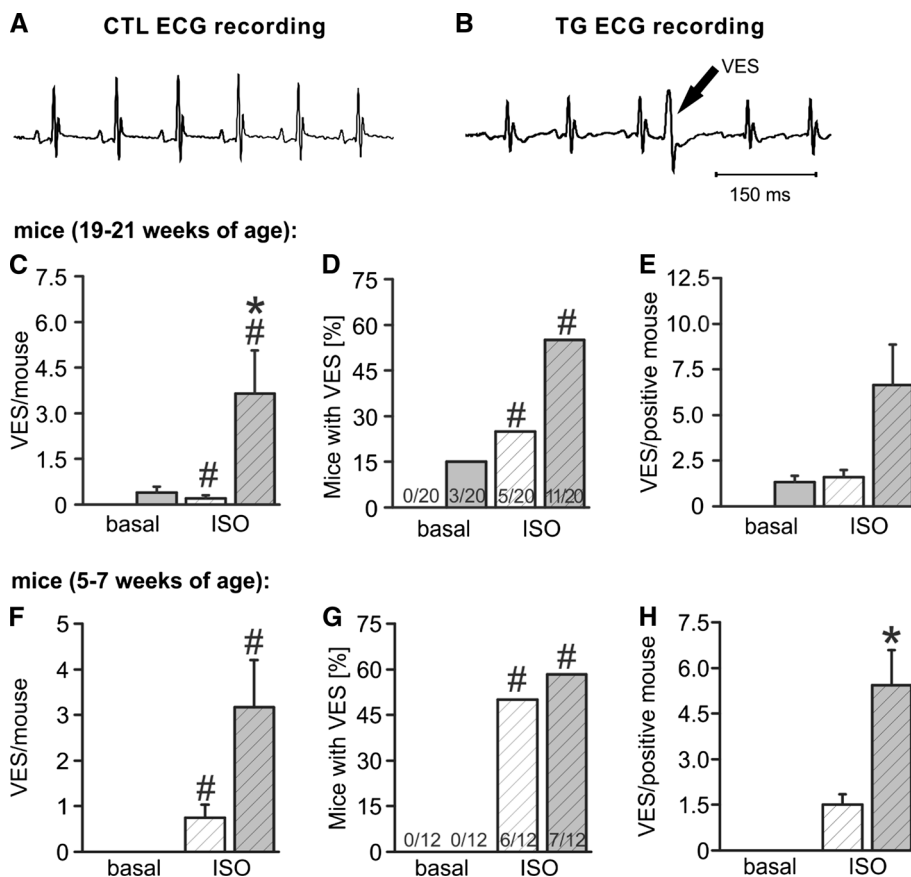 A CTL ECG recording
B TG ECG recording
VES
150 ms
mice (19-21 weeks of age):
C
VES/mouse
7.5
6.0
4.5
3.0
1.5
0
*
#
#
basal ISO
D
Mice with VES [%]
75
60
45
30
15
0
#
#
0/20 3/20 5/20 11/20
basal ISO
E
VES/positive mouse
12.5
10.0
7.5
5.0
2.5
0
basal ISO
mice (5-7 weeks of age):
F
VES/mouse
5
4
3
2
1
0
#
#
basal ISO
G
Mice with VES [%]
75
60
45
30
15
0
#
#
0/12 0/12 6/12 7/12
basal ISO
H
VES/positive mouse
7.5
6.0
4.5
3.0
1.5
0
*
basal ISO